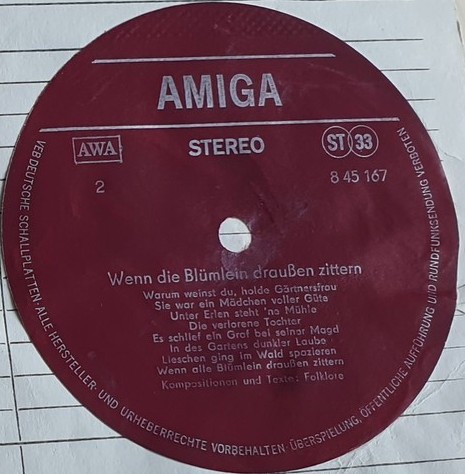 AMIGA
AWA
STEREO
ST 33
2
8 45 167
Wenn die Blümlein draußen zittern
Warum weinst du, holde Gärtnersfrau
Sie war ein Mädchen voller Güte
Unter Erlen steht 'ne Mühle
Die verlorene Tochter
Es schlief ein Graf bei seiner Magd
In des Gartens dunkler Laube
Lieschen ging im Wald spazieren
Wenn alle Blümlein draußen zittern
Kompositionen und Texte: Folklore
VEB DEUTSCHE SCHALLPLATTEN · ALLE HERSTELLER- UND URHEBERRECHTE VORBEHALTEN · ÜBERSPIELUNG, ÖFFENTLICHE AUFFÜHRUNG UND RUNDFUNKSENDUNG VERBOTEN